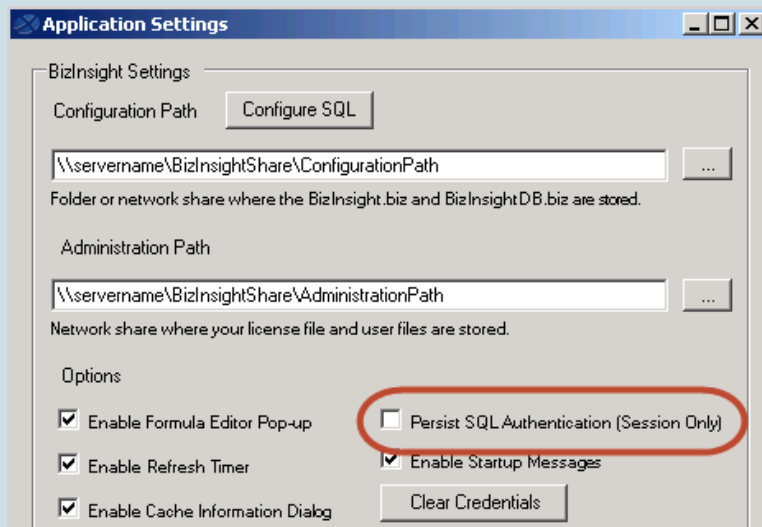 Application Settings
BizInsight Settings
Configuration Path
Configure SQL
\\servername\BizInsightShare\ConfigurationPath
...
Folder or network share where the BizInsight.biz and BizInsightDB.biz are stored.
Administration Path
\\servername\BizInsightShare\AdministrationPath
...
Network share where your license file and user files are stored.
Options
Enable Formula Editor Pop-up
Persist SQL Authentication (Session Only)
Enable Refresh Timer
Enable Startup Messages
Enable Cache Information Dialog
Clear Credentials